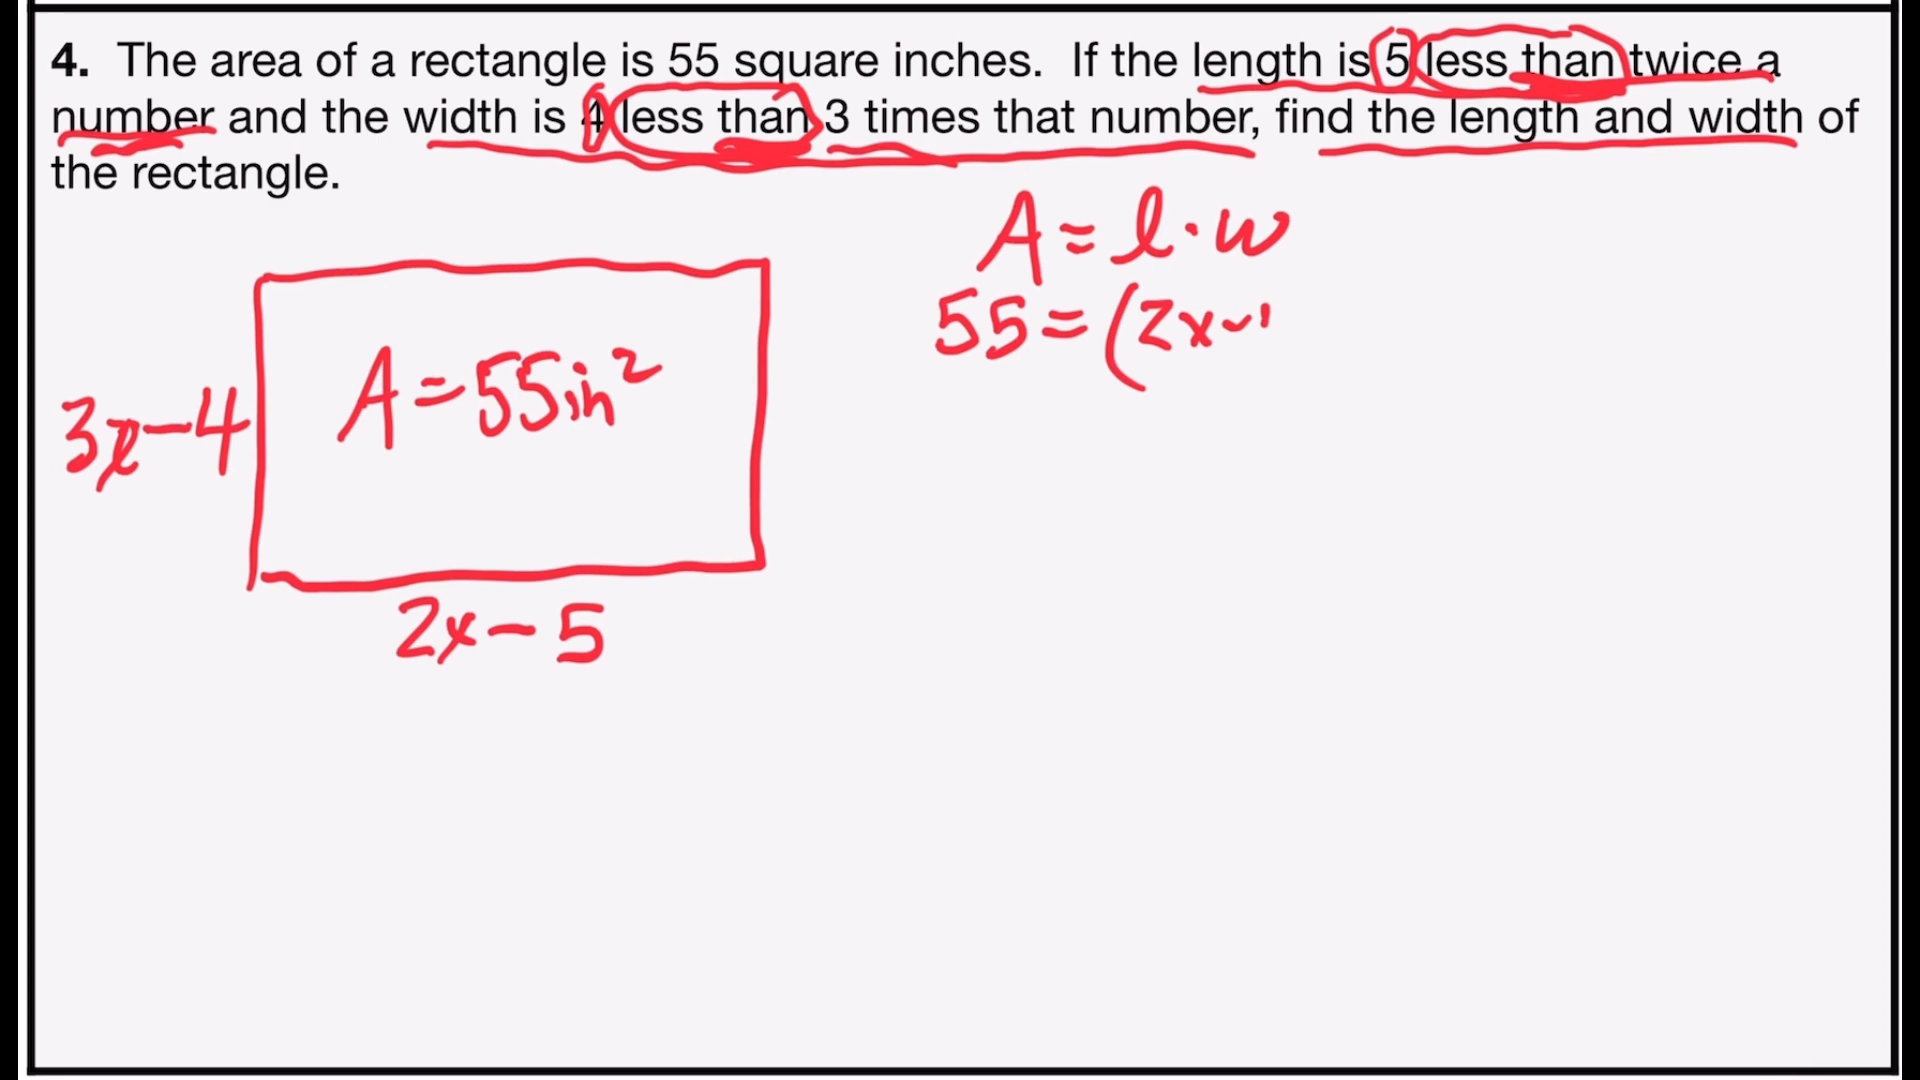 4. The area of a rectangle is 55 square inches. If the length is 5 less than twice a
number and the width is 4 less than 3 times that number, find the length and width of
the rectangle.
A = l · w
55 = (2x -
A = 55in²
3x - 4
2x - 5